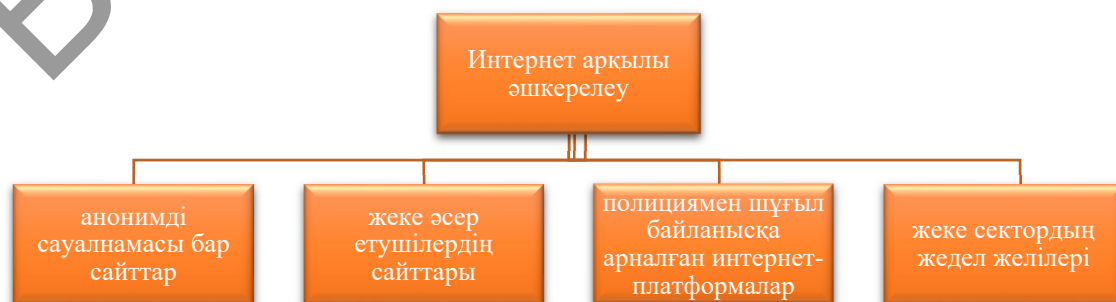 Интернет арқылы
әшкерелеу
анонимді
сауалнамасы бар
сайттар
жеке әсер
етушілердің
сайттары
полициямен шұғыл
байланысқа
арналған интернет-
платформалар
жеке сектордың
жедел желілері